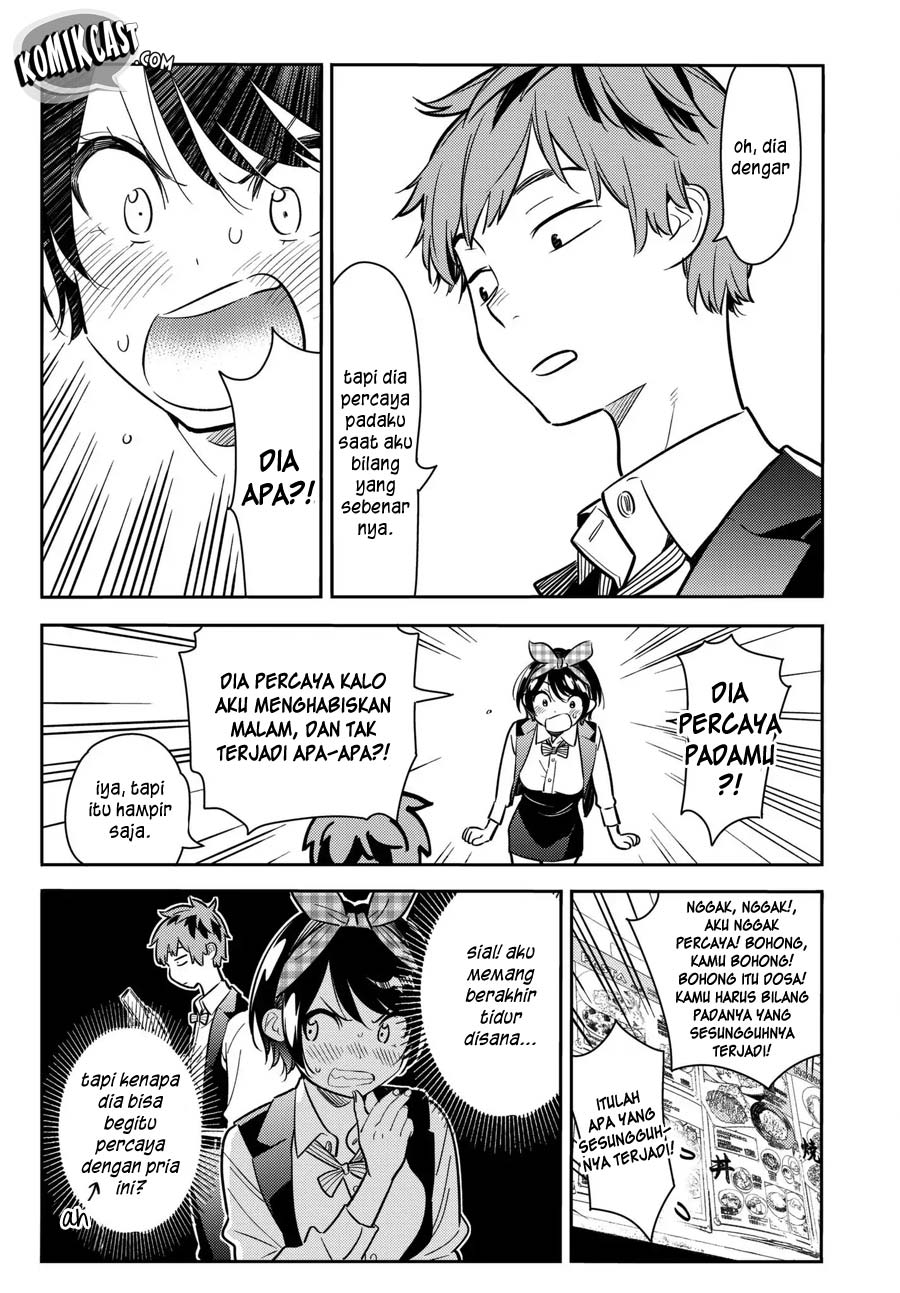 KOMIKCAST
.COM
oh, dia
dengar
tapi dia
percaya
padaku
saat aku
bilang
yang
sebenar
nya.
DIA
APA?!
DIA
PERCAYA
PADAMU
?!
DIA PERCAYA KALO
AKU MENGHABISKAN
MALAM, DAN TAK
TERJADI APA-APA?!
iya, tapi
itu hampir
saja.
NGGAK, NGGAK!,
AKU NGGAK
PERCAYA! BOHONG,
KAMU BOHONG!
BOHONG ITU DOSA!
KAMU HARUS BILANG
PADANYA YANG
SESUNGGUHNYA
TERJADI!
ITULAH
APA YANG
SESUNGGUH-
NYA TERJADI!
丼
焼
sial! aku
memang
berakhir
tidur
disana...
tapi kenapa
dia bisa
begitu
percaya
dengan pria
ini?
ah